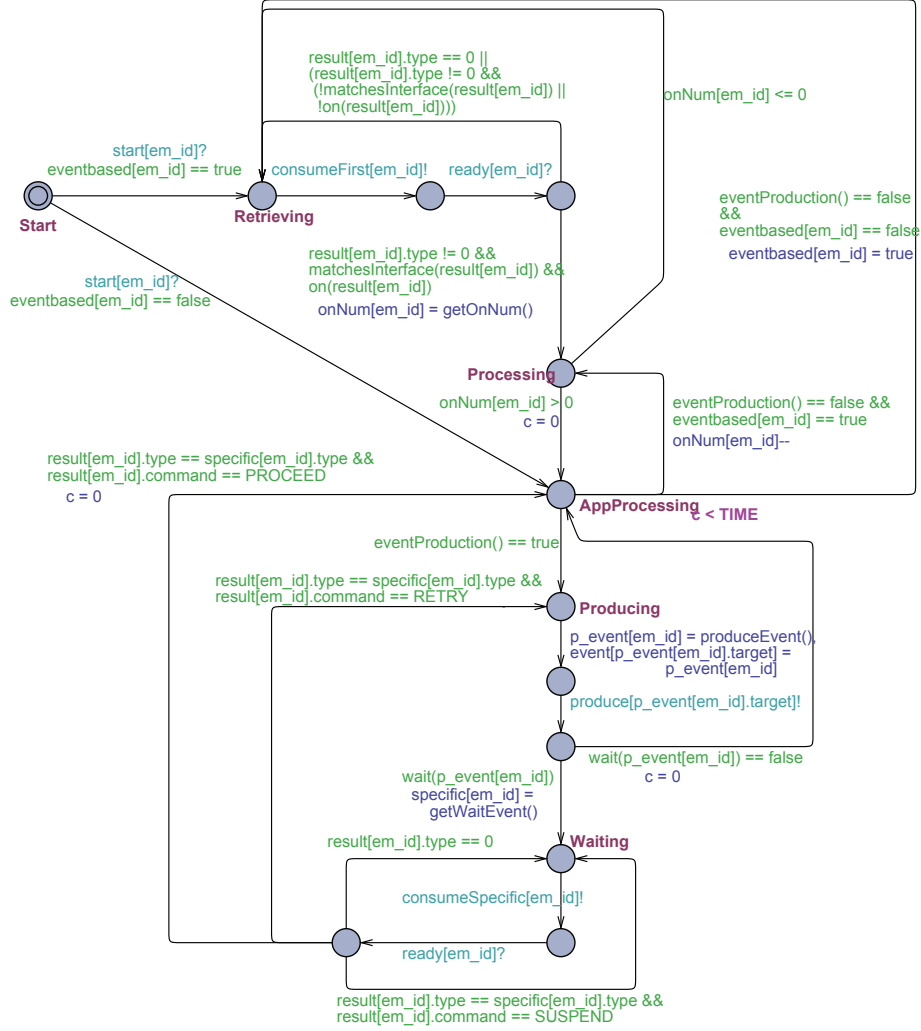 result[em_id].type == 0 ||
(result[em_id].type != 0 &&
(!matchesInterface(result[em_id]) ||
!on(result[em_id])))
onNum[em_id] <= 0
start[em_id]?
eventbased[em_id] == true
consumeFirst[em_id]!
ready[em_id]?
Start
Retrieving
eventProduction() == false
&&
eventbased[em_id] == false
eventbased[em_id] = true
result[em_id].type != 0 &&
matchesInterface(result[em_id]) &&
on(result[em_id])
onNum[em_id] = getOnNum()
start[em_id]?
eventbased[em_id] == false
Processing
onNum[em_id] > 0
c = 0
eventProduction() == false &&
eventbased[em_id] == true
onNum[em_id]--
result[em_id].type == specific[em_id].type &&
result[em_id].command == PROCEED
c = 0
AppProcessing
c < TIME
eventProduction() == true
result[em_id].type == specific[em_id].type &&
result[em_id].command == RETRY
Producing
p_event[em_id] = produceEvent(),
event[p_event[em_id].target] =
p_event[em_id]
produce[p_event[em_id].target]!
wait(p_event[em_id]) == false
c = 0
wait(p_event[em_id])
specific[em_id] =
getWaitEvent()
result[em_id].type == 0
Waiting
consumeSpecific[em_id]!
ready[em_id]?
result[em_id].type == specific[em_id].type &&
result[em_id].command == SUSPEND